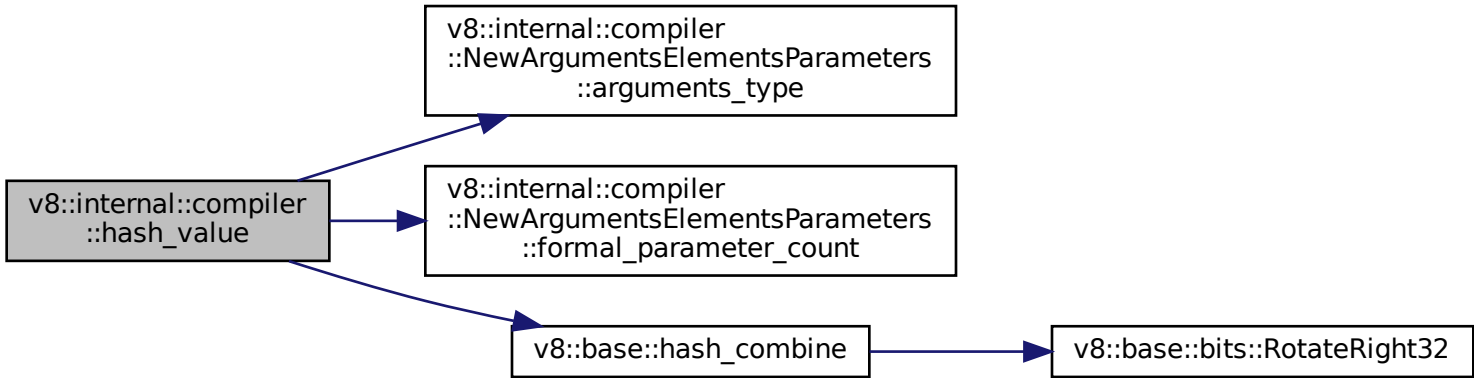 v8::internal::compiler
::NewArgumentsElementsParameters
::arguments_type
v8::internal::compiler
::hash_value
v8::internal::compiler
::NewArgumentsElementsParameters
::formal_parameter_count
v8::base::hash_combine
v8::base::bits::RotateRight32